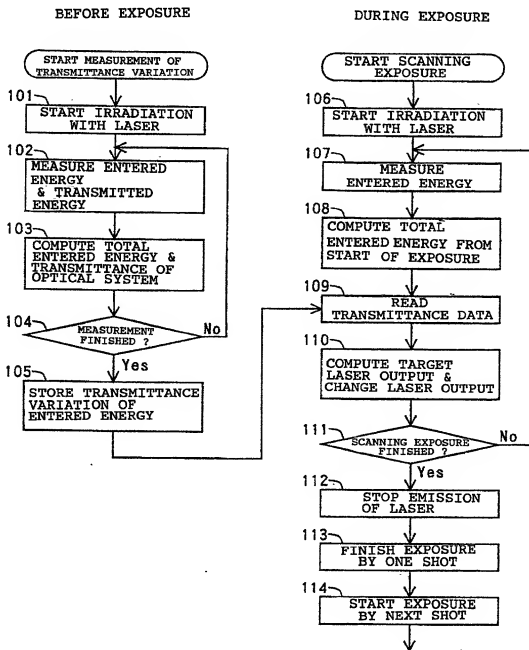 BEFORE EXPOSURE
START MEASUREMENT OF
TRANSMITTANCE VARIATION
101
START IRRADIATION
WITH LASER
102
MEASURE ENTERED
ENERGY
& TRANSMITTED
ENERGY
103
COMPUTE TOTAL
ENTERED ENERGY &
TRANSMITTANCE OF
OPTICAL SYSTEM
104
MEASUREMENT
FINISHED ?
No
Yes
105
STORE TRANSMITTANCE
VARIATION OF
ENTERED ENERGY
DURING EXPOSURE
START SCANNING
EXPOSURE
106
START IRRADIATION
WITH LASER
107
MEASURE
ENTERED ENERGY
108
COMPUTE TOTAL
ENTERED ENERGY FROM
START OF EXPOSURE
109
READ
TRANSMITTANCE DATA
110
COMPUTE TARGET
LASER OUTPUT &
CHANGE LASER OUTPUT
111
SCANNING EXPOSURE
FINISHED ?
No
Yes
112
STOP EMISSION
OF LASER
113
FINISH EXPOSURE
BY ONE SHOT
114
START EXPOSURE
BY NEXT SHOT